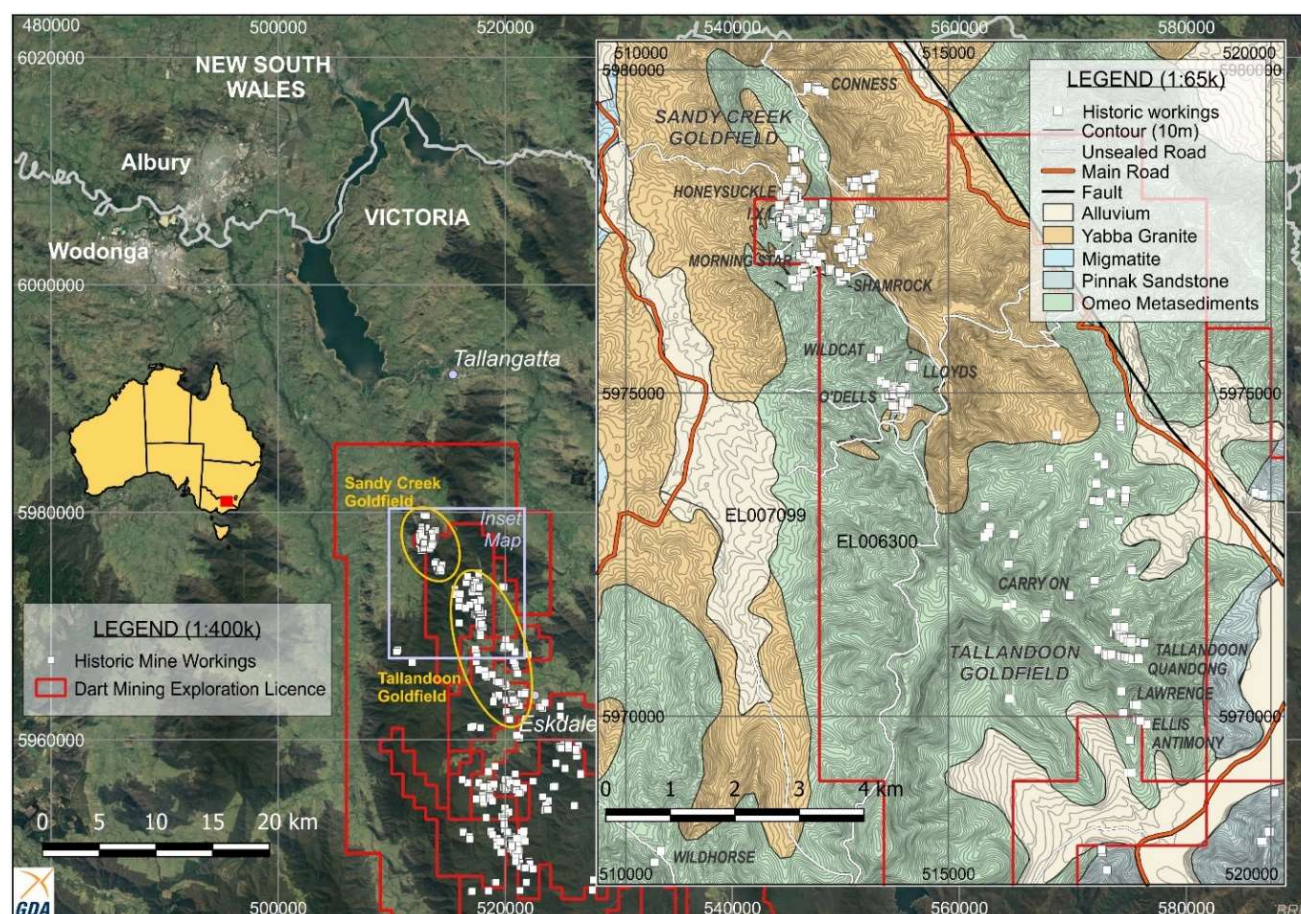 480000
500000
520000
540000
560000
580000
6020000
6000000
5980000
5960000
NEW SOUTH
WALES
Albury
VICTORIA
Wodonga
Tallangatta
Sandy Creek
Goldfield
Inset
Map
Tallandoon
Goldfield
Eskdale
LEGEND (1:400k)
Historic Mine Workings
Dart Mining Exploration Licence
0 5 10 15 20 km
GDA
500000
520000
540000
560000
580000
510000
515000
520000
5980000
5980000
CONNESS
SANDY CREEK
GOLDFIELD
HONEYSUCKLE
I.X.L
MORNING STAR
SHAMROCK
WILDCAT
LLOYDS
O'DELLS
5975000
5975000
EL007099
EL006300
CARRY ON
TALLANDOON
GOLDFIELD
TALLANDOON
QUANDONG
LAWRENCE
ELLIS
ANTIMONY
5970000
5970000
0 1 2 3 4 km
WILDHORSE
510000
515000
520000
LEGEND (1:65k)
Historic workings
Contour (10m)
Unsealed Road
Main Road
Fault
Alluvium
Yabba Granite
Migmatite
Pinnak Sandstone
Omeo Metasediments